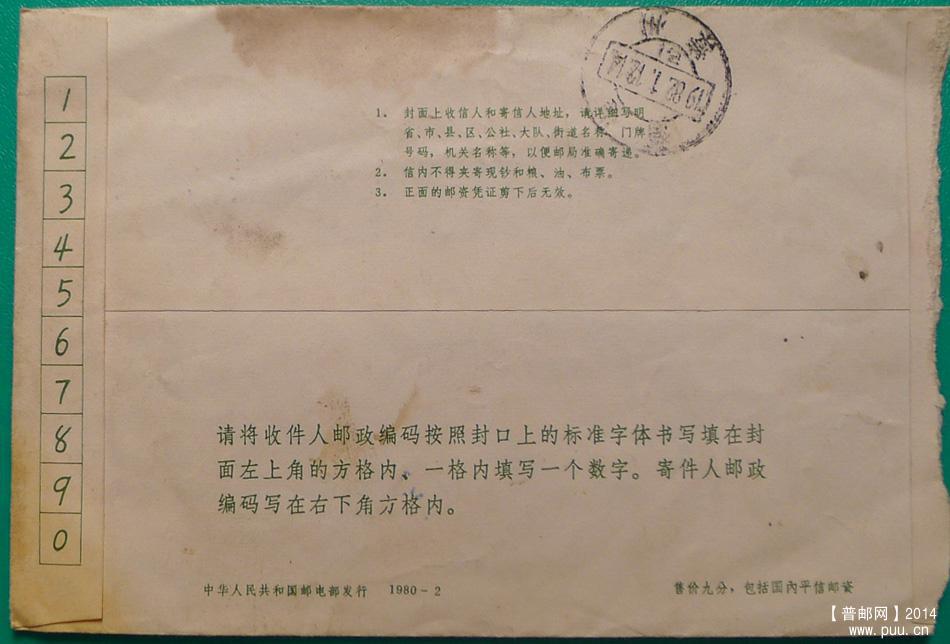 1982.1.12.14
1
2
3
4
5
6
7
8
9
0
1. 封面上收信人和寄信人地址，请详细写明
省、市、县、区、公社、大队、街道名称、门牌
号码，机关名称等，以便邮局准确寄递。
2. 信内不得夹寄现钞和粮、油、布票。
3. 正面的邮资凭证剪下后无效。
请将收件人邮政编码按照封口上的标准字体书写填在封
面左上角的方格内、一格内填写一个数字。寄件人邮政
编码写在右下角方格内。
中华人民共和国邮电部发行 1980－2
售价九分，包括国内平信邮资
【普邮网】2014
www.puu.cn